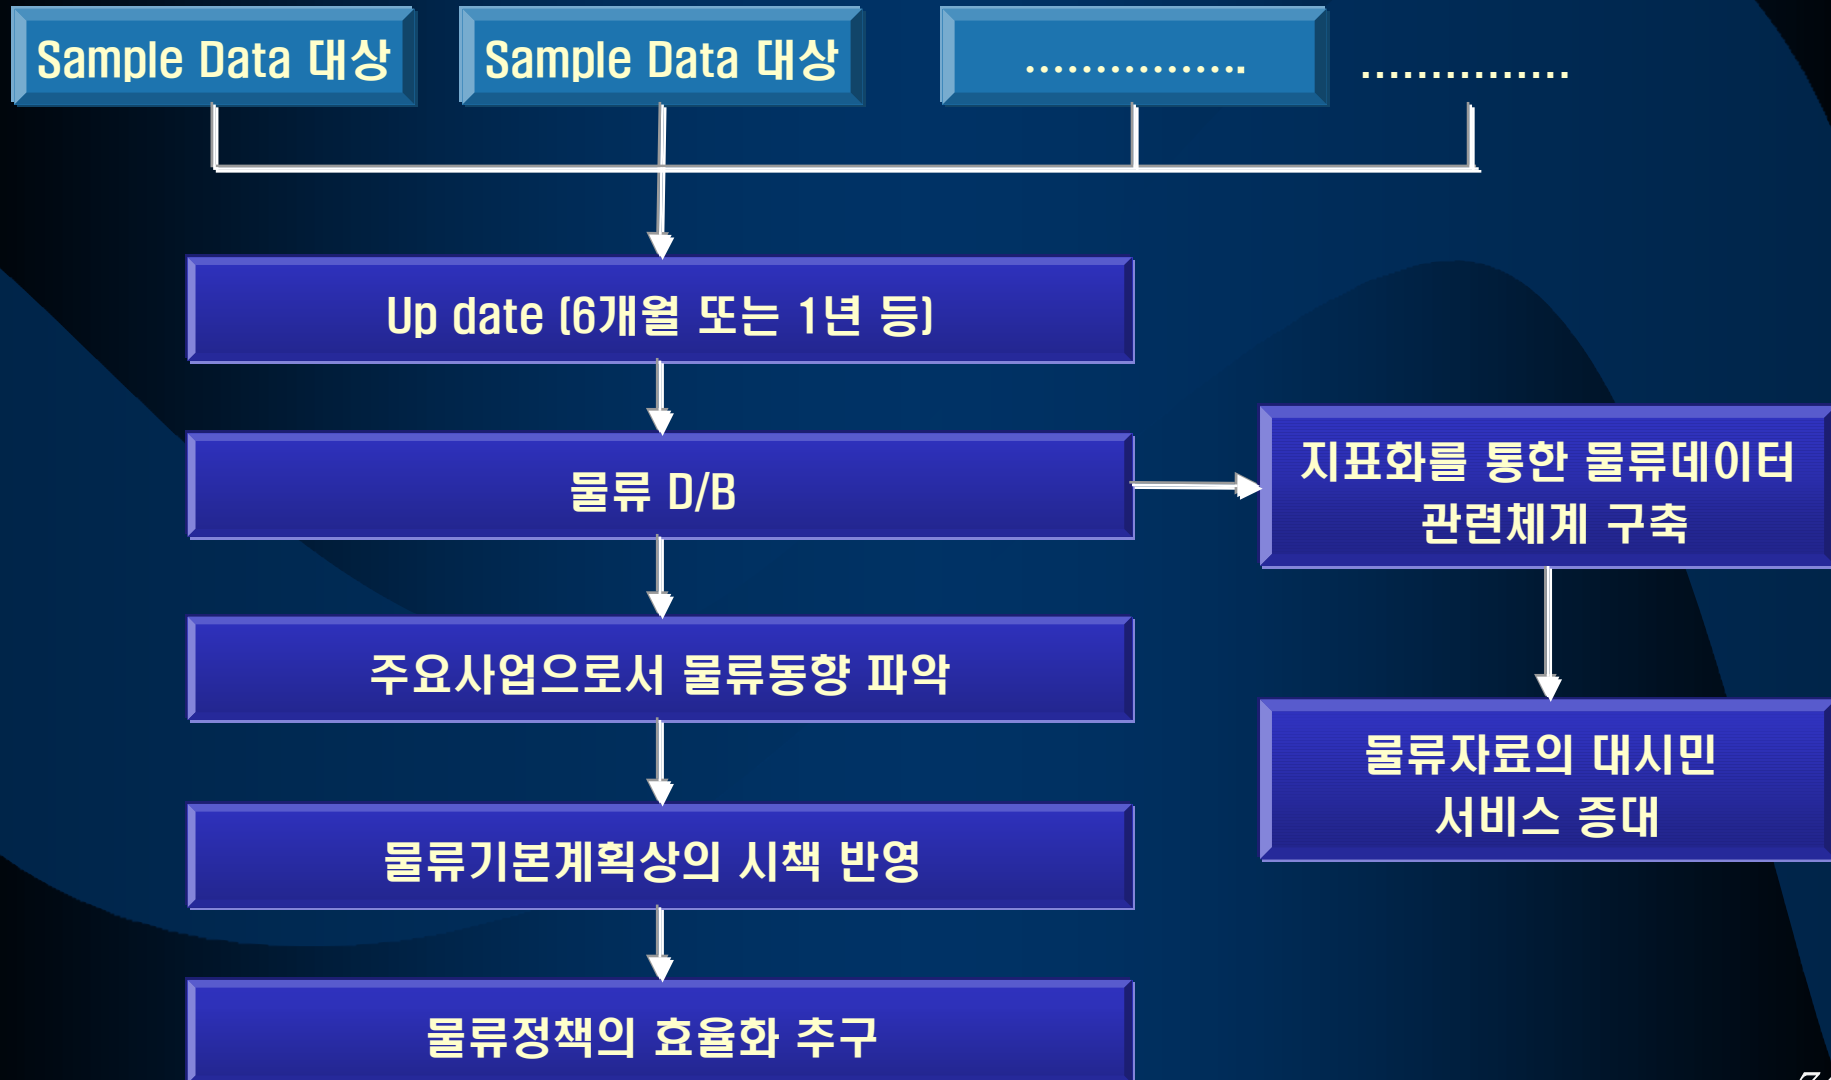 Sample Data 대상
Sample Data 대상
................
...............
Up date (6개월 또는 1년 등)
물류 D/B
지표화를 통한 물류데이터
관련체계 구축
주요사업으로서 물류동향 파악
물류자료의 대시민
서비스 증대
물류기본계획상의 시책 반영
물류정책의 효율화 추구